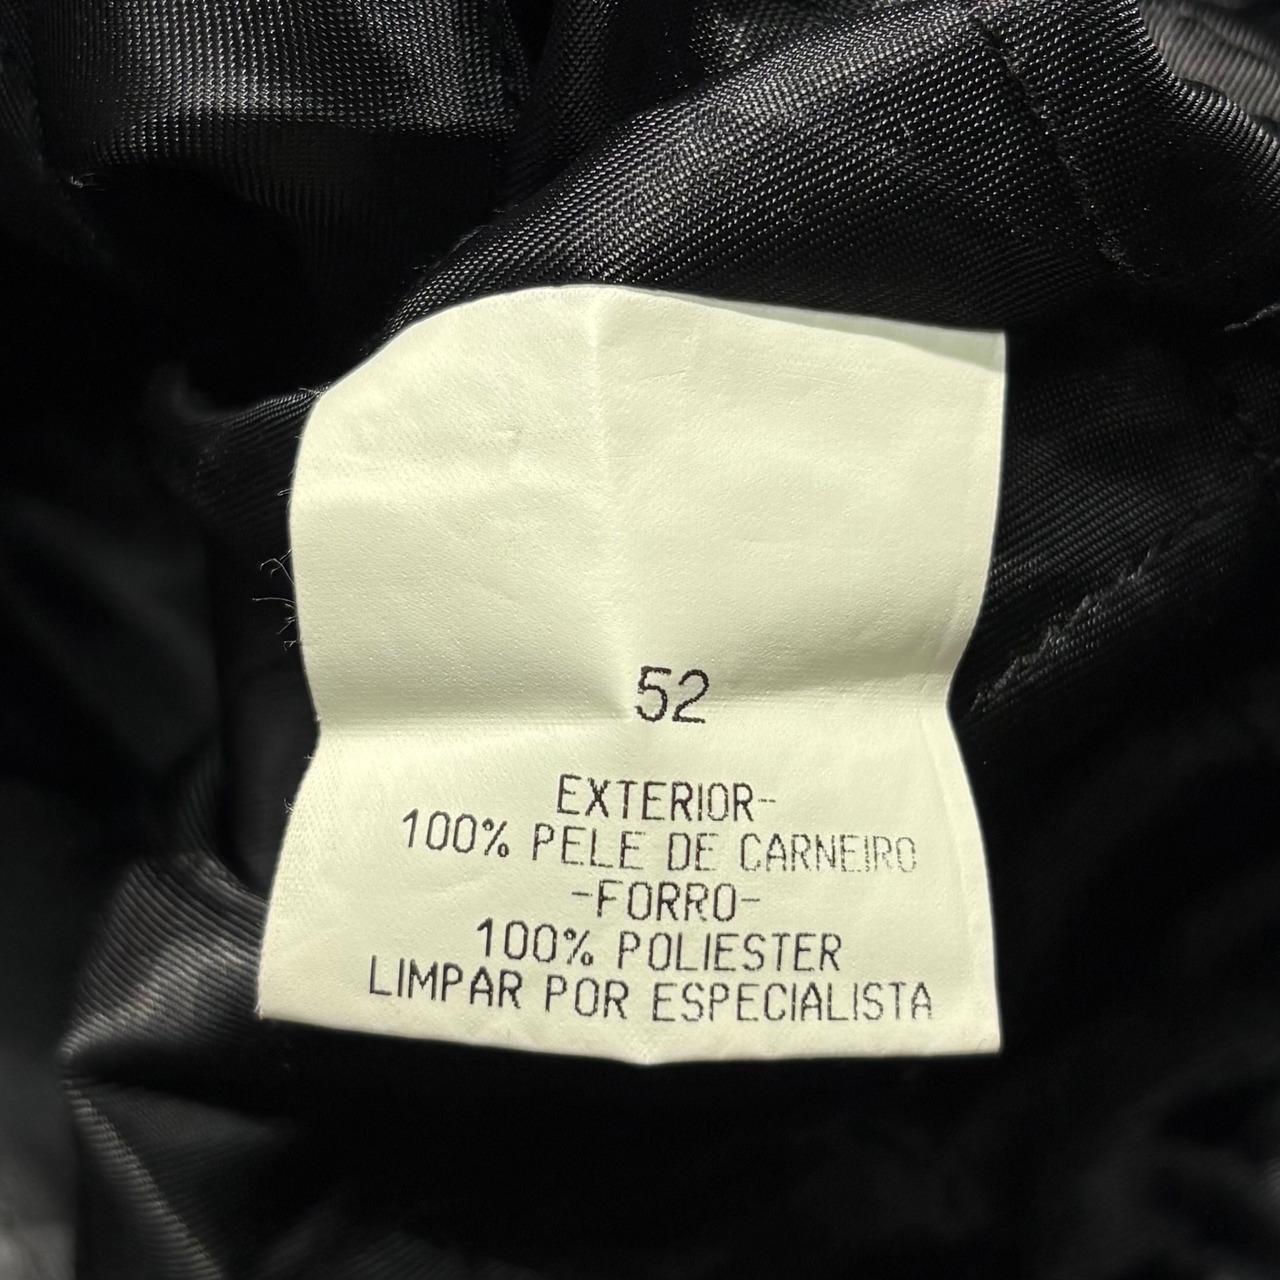 52
EXTERIOR-
100% PELE DE CARNEIRO
-FORRO-
100% POLIESTER
LIMPAR POR ESPECIALISTA